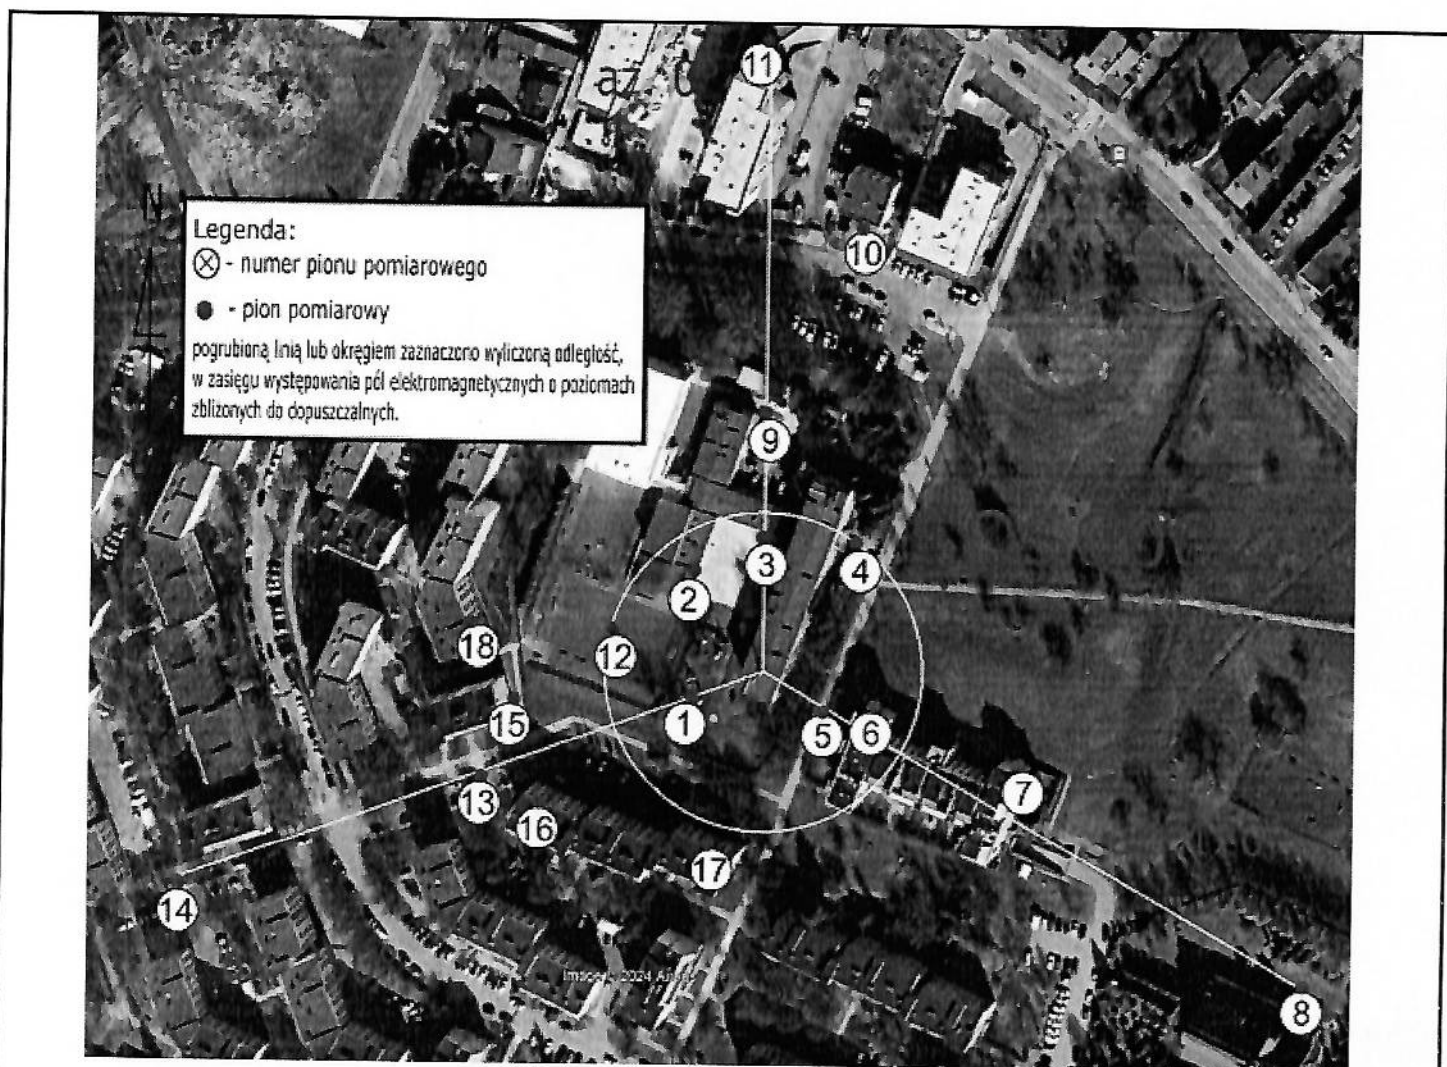 11
N
Legenda:
- numer pionu pomiarowego
- pion pomiarowy
pogrubioną linią lub okręgiem zaznaczono wyliczoną odległość,
w zasięgu występowania pól elektromagnetycznych o poziomach
zbliżonych do dopuszczalnych.
10
9
3
4
2
18
12
15
1
5
6
13
7
16
17
14
8